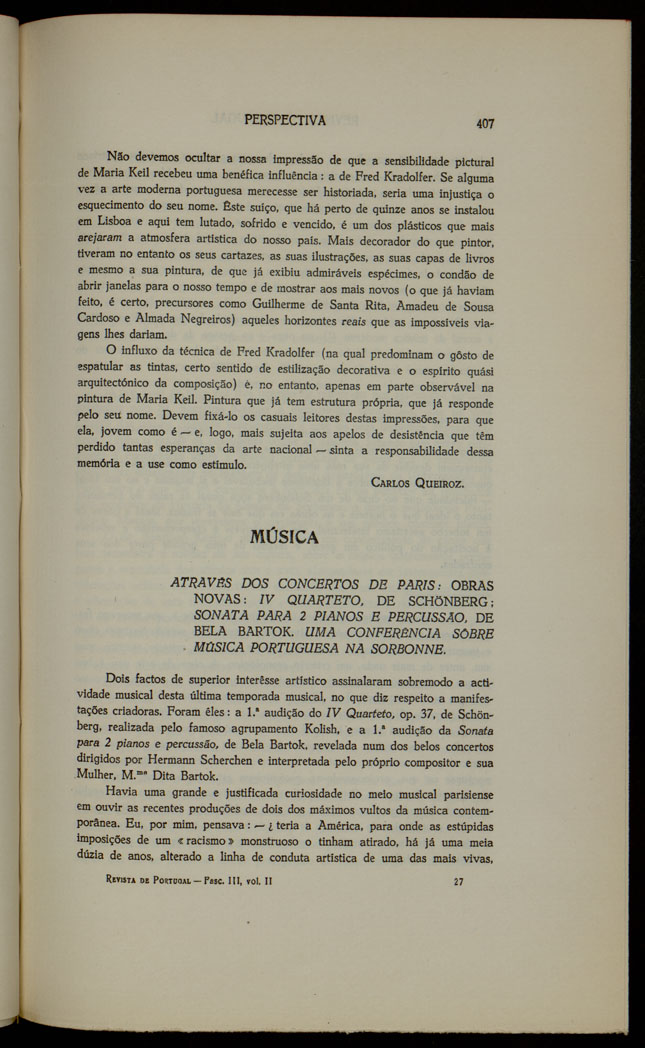 PERSPECTIVA 407
Não devemos ocultar a nossa impressão de que a sensibilidade pictural
de Maria Keil recebeu uma benéfica influência : a de Fred Kradolfer. Se alguma
vez a arte moderna portuguesa merecesse ser historiada, seria uma injustiça o
esquecimento do seu nome. Êste suíço, que há perto de quinze anos se instalou
em Lisboa e aqui tem lutado, sofrido e vencido, é um dos plásticos que mais
arejaram a atmosfera artistica do nosso pais. Mais decorador do que pintor,
tiveram no entanto os seus cartazes, as suas ilustrações, as suas capas de livros
e mesmo a sua pintura, de que já exibiu admiráveis espécimes, o condão de
abrir janelas para o nosso tempo e de mostrar aos mais novos (o que já haviam
feito, é certo, precursores como Guilherme de Santa Rita, Amadeu de Sousa
Cardoso e Almada Negreiros) aqueles horizontes reais que as impossíveis via-
gens lhes dariam.
O influxo da técnica de Fred Kradolfer (na qual predominam o gôsto de
espatular as tintas, certo sentido de estilização decorativa e o espírito quási
arquitectónico da composição) é, no entanto, apenas em parte observável na
pintura de Maria Keil. Pintura que já tem estrutura própria, que já responde
pelo seu nome. Devem fixá-lo os casuais leitores destas impressões, para que
ela, jovem como é — e, logo, mais sujeita aos apelos de desistência que têm
perdido tantas esperanças da arte nacional — sinta a responsabilidade dessa
memória e a use como estímulo.
CARLOS QUEIROZ.
MÚSICA
ATRAVÉS DOS CONCERTOS DE PARIS: OBRAS
NOVAS: IV QUARTETO, DE SCHÖNBERG;
SONATA PARA 2 PIANOS E PERCUSSÃO, DE
BELA BARTOK. UMA CONFERÊNCIA SÔBRE
MÚSICA PORTUGUESA NA SORBONNE.
Dois factos de superior interêsse artístico assinalaram sobremodo a acti-
vidade musical desta última temporada musical, no que diz respeito a manifes-
tações criadoras. Foram êles : a 1.ª audição do IV Quarteto, op. 37, de Schön-
berg, realizada pelo famoso agrupamento Kolish, e a 1.ª audição da Sonata
para 2 pianos e percussão, de Bela Bartok, revelada num dos belos concertos
dirigidos por Hermann Scherchen e interpretada pelo próprio compositor e sua
Mulher, M.me Dita Bartok.
Havia uma grande e justificada curiosidade no meio musical parisiense
em ouvir as recentes produções de dois dos máximos vultos da música contem-
porânea. Eu, por mim, pensava : — ¿ teria a América, para onde as estúpidas
imposições de um « racismo » monstruoso o tinham atirado, há já uma meia
dúzia de anos, alterado a linha de conduta artística de uma das mais vivas,
REVISTA DE PORTUGAL — Fasc. III, vol. II 27